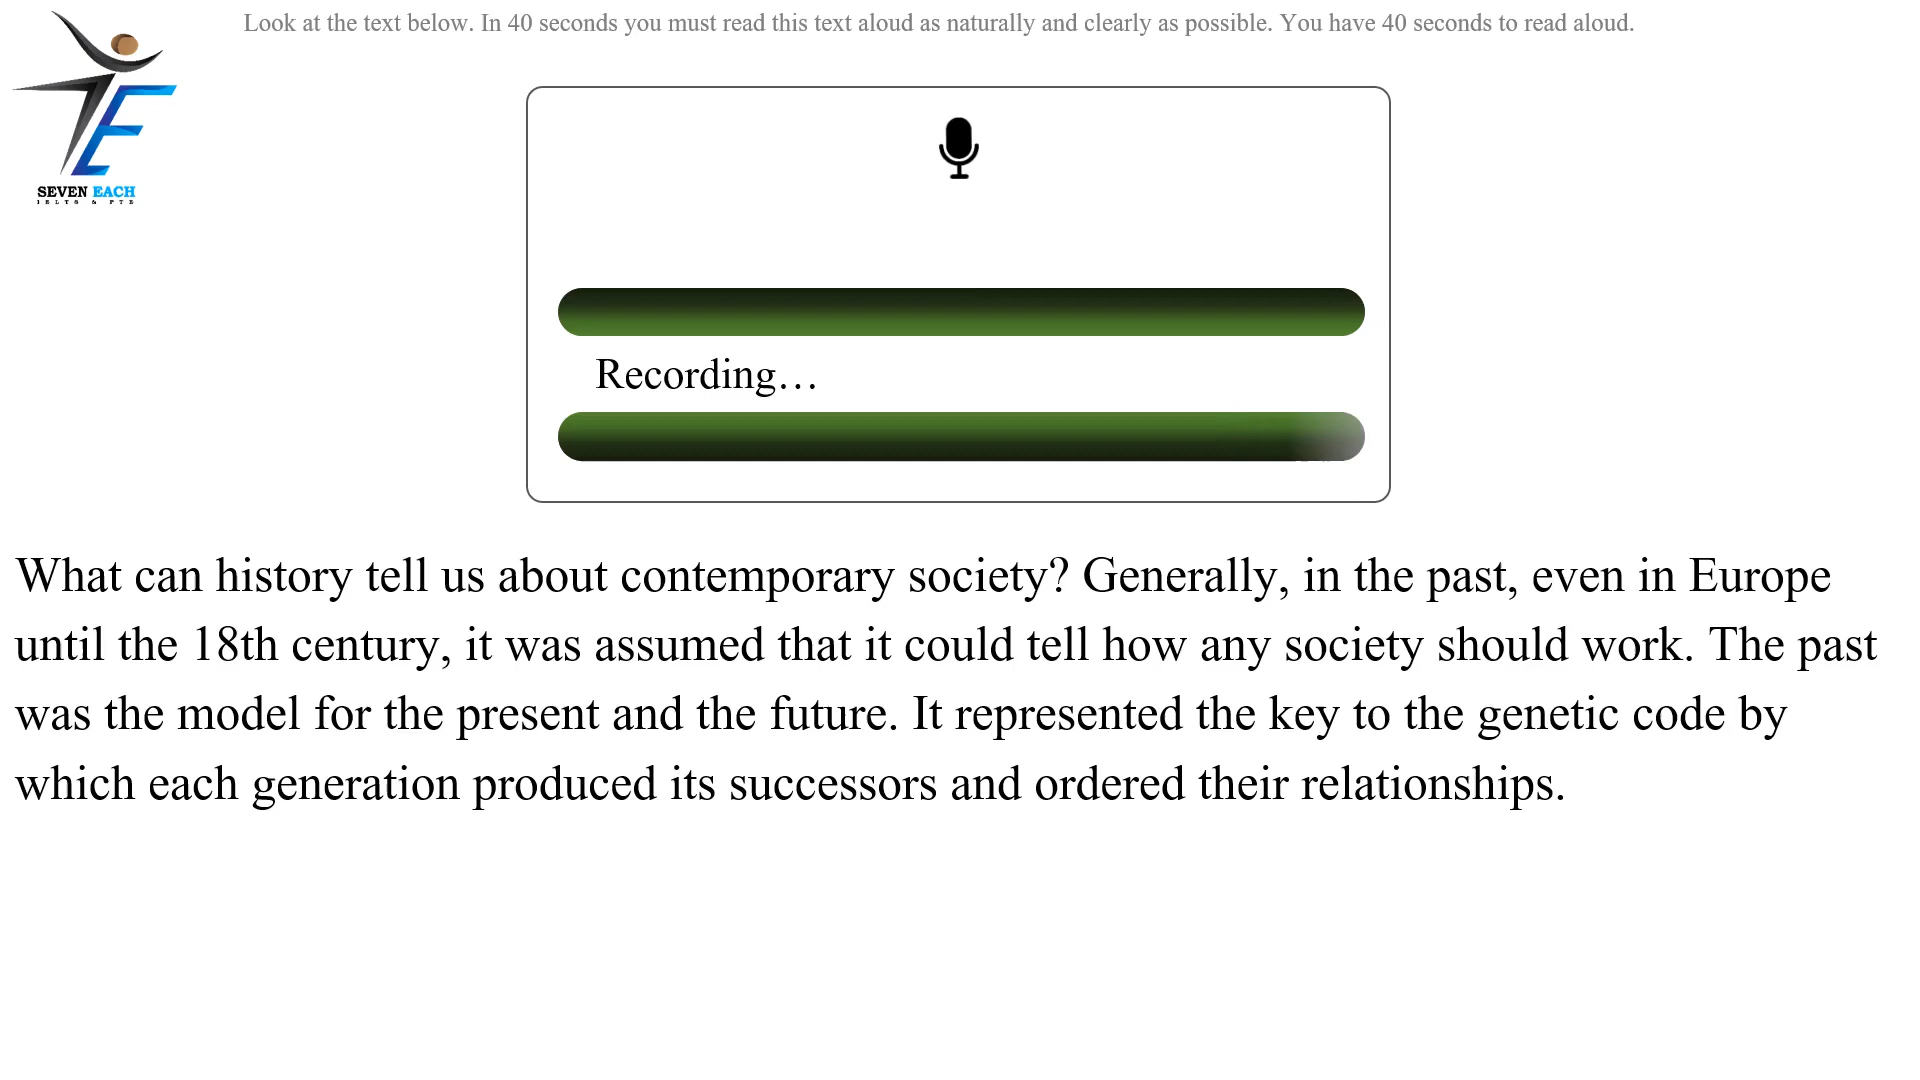 Look at the text below. In 40 seconds you must read this text aloud as naturally and clearly as possible. You have 40 seconds to read aloud.
SEVEN EACH
IELTS & PTE
Recording…
What can history tell us about contemporary society? Generally, in the past, even in Europe
until the 18th century, it was assumed that it could tell how any society should work. The past
was the model for the present and the future. It represented the key to the genetic code by
which each generation produced its successors and ordered their relationships.